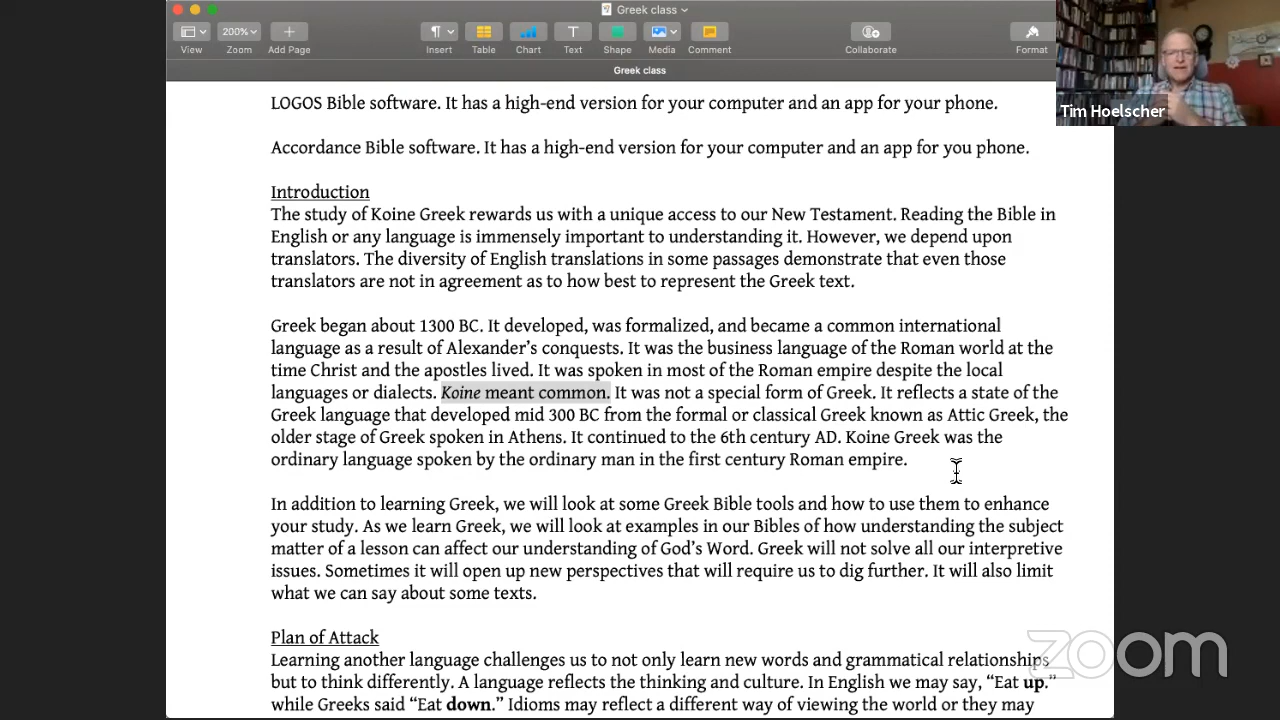 Greek class
200%
View
Zoom
Add Page
Insert
Table
Chart
Text
Shape
Media
Comment
Collaborate
Format
Greek class
Tim Hoelscher
LOGOS Bible software. It has a high-end version for your computer and an app for your phone.
Accordance Bible software. It has a high-end version for your computer and an app for you phone.
Introduction
The study of Koine Greek rewards us with a unique access to our New Testament. Reading the Bible in
English or any language is immensely important to understanding it. However, we depend upon
translators. The diversity of English translations in some passages demonstrate that even those
translators are not in agreement as to how best to represent the Greek text.
Greek began about 1300 BC. It developed, was formalized, and became a common international
language as a result of Alexander’s conquests. It was the business language of the Roman world at the
time Christ and the apostles lived. It was spoken in most of the Roman empire despite the local
languages or dialects. Koine meant common. It was not a special form of Greek. It reflects a state of the
Greek language that developed mid 300 BC from the formal or classical Greek known as Attic Greek, the
older stage of Greek spoken in Athens. It continued to the 6th century AD. Koine Greek was the
ordinary language spoken by the ordinary man in the first century Roman empire.
In addition to learning Greek, we will look at some Greek Bible tools and how to use them to enhance
your study. As we learn Greek, we will look at examples in our Bibles of how understanding the subject
matter of a lesson can affect our understanding of God’s Word. Greek will not solve all our interpretive
issues. Sometimes it will open up new perspectives that will require us to dig further. It will also limit
what we can say about some texts.
Plan of Attack
Learning another language challenges us to not only learn new words and grammatical relationships
but to think differently. A language reflects the thinking and culture. In English we may say, “Eat up.”
while Greeks said “Eat down.” Idioms may reflect a different way of viewing the world or they may
zoom